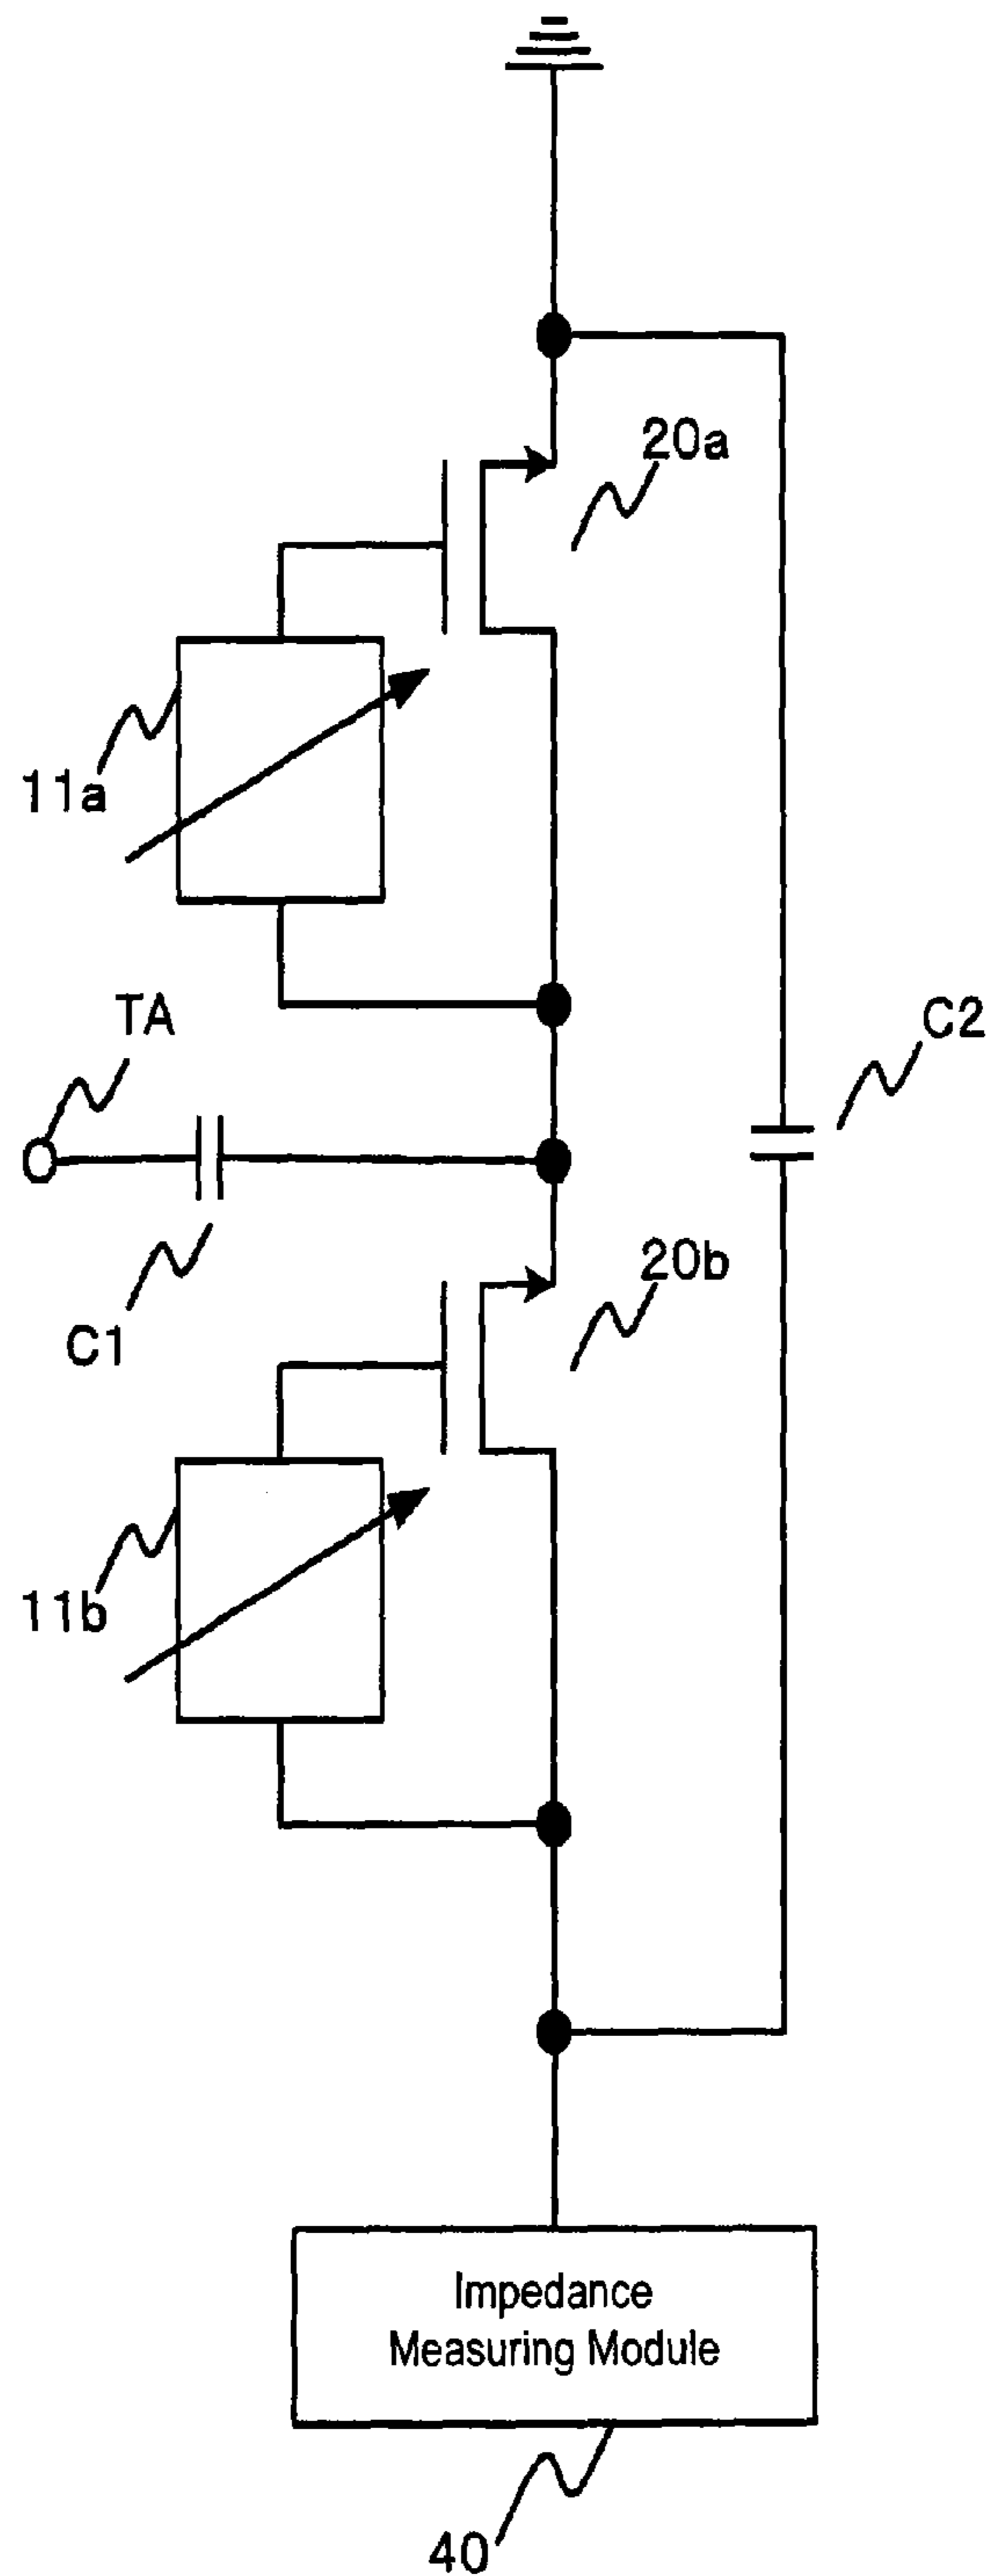 20a
11a
TA
C2
C1
20b
11b
Impedance
Measuring Module
40